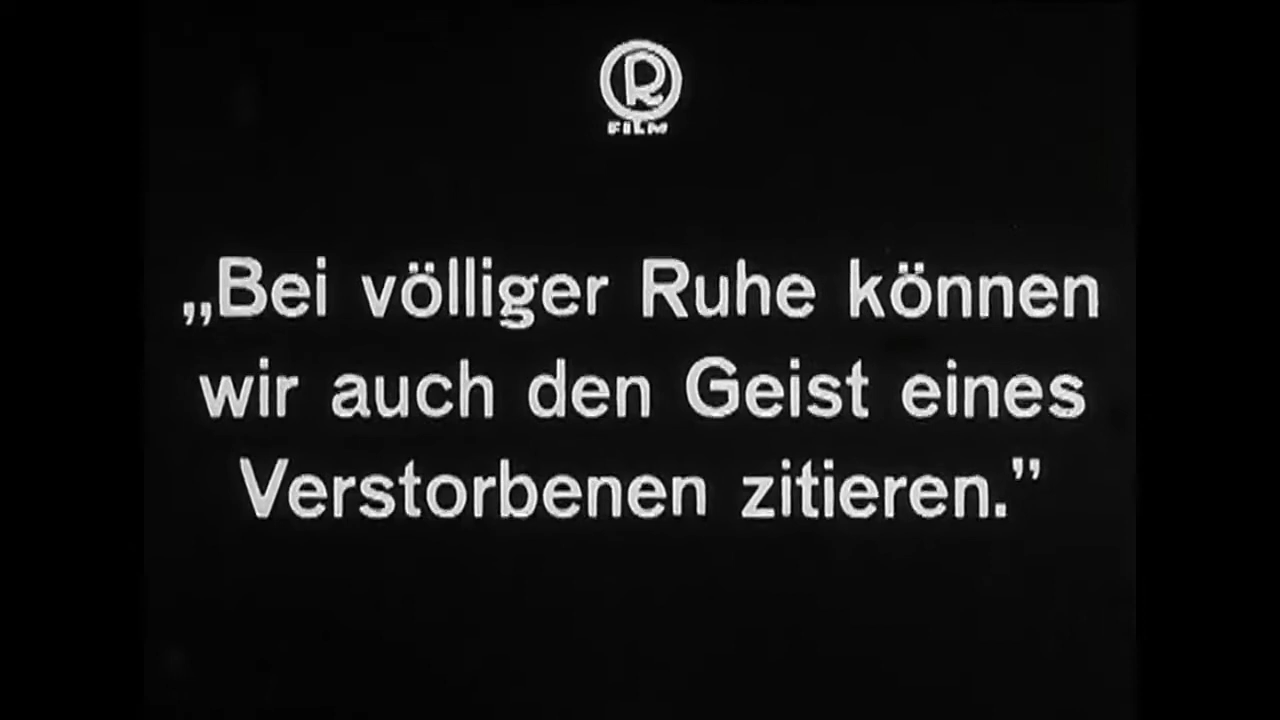 R
FILM
„Bei völliger Ruhe können
wir auch den Geist eines
Verstorbenen zitieren.”